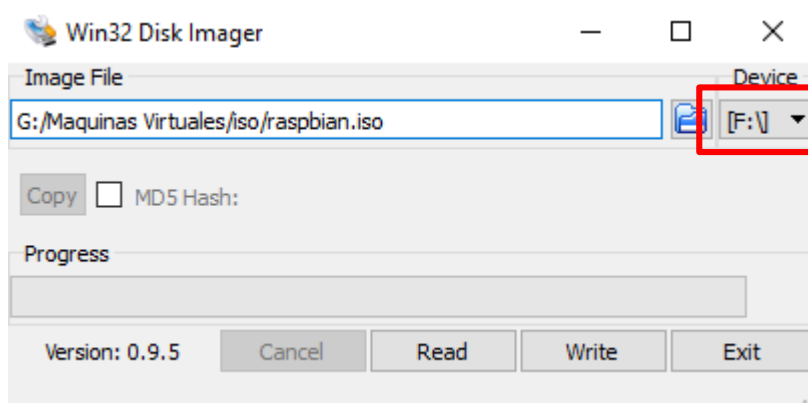 Win32 Disk Imager
Image File
Device
G:/Maquinas Virtuales/iso/raspbian.iso
[F:\]
Copy
MD5 Hash:
Progress
Version: 0.9.5
Cancel
Read
Write
Exit